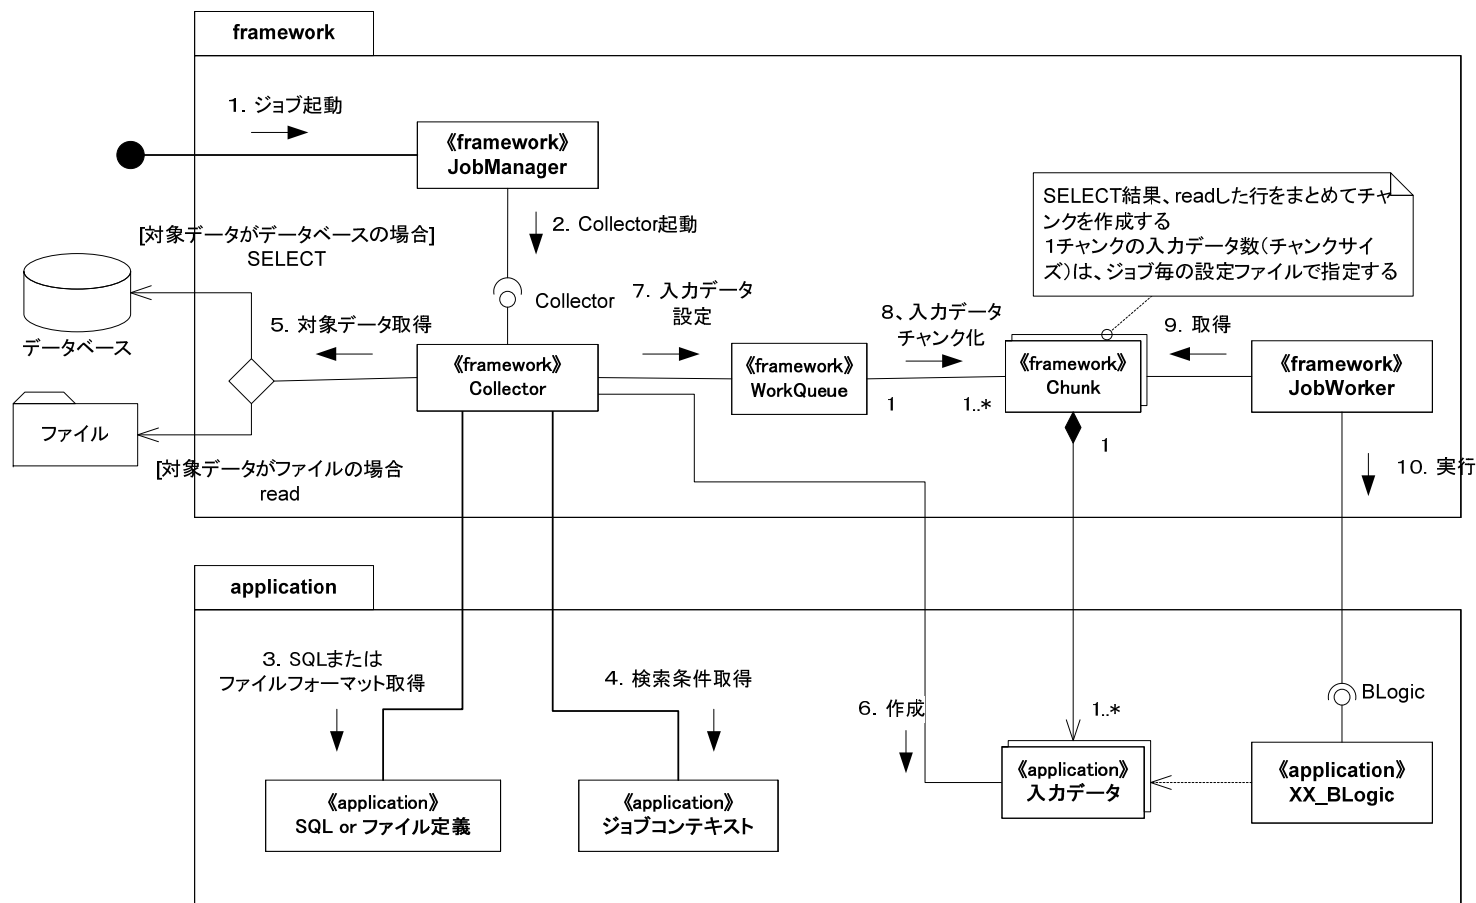 framework
1. ジョブ起動
《framework》
JobManager
SELECT結果、readした行をまとめてチャ
ンクを作成する
1チャンクの入力データ数(チャンクサイ
ズ)は、ジョブ毎の設定ファイルで指定する
2. Collector起動
[対象データがデータベースの場合]
SELECT
データベース
Collector
7. 入力データ
設定
8、入力データ
チャンク化
9. 取得
5. 対象データ取得
《framework》
Collector
《framework》
WorkQueue
1
1..*
《framework》
Chunk
《framework》
JobWorker
1
ファイル
[対象データがファイルの場合
read
10. 実行
application
3. SQLまたは
ファイルフォーマット取得
4. 検索条件取得
6. 作成
1..*
BLogic
《application》
SQL or ファイル定義
《application》
ジョブコンテキスト
《application》
入力データ
《application》
XX_BLogic